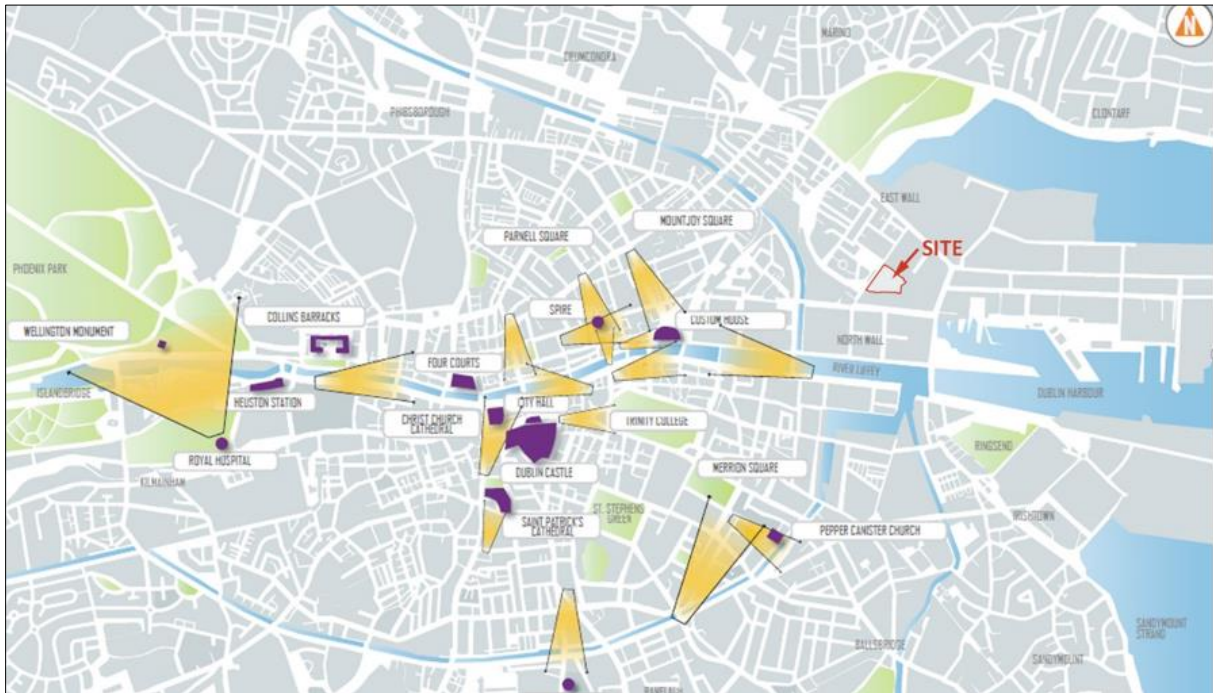 N
MARINO
DRUMCONDRA
PHIBSBOROUGH
CLONTARF
EAST WALL
MOUNTJOY SQUARE
PARNELL SQUARE
SITE
PHOENIX PARK
SPIRE
COLLINS BARRACKS
CUSTOM HOUSE
WELLINGTON MONUMENT
NORTH WALL
FOUR COURTS
RIVER LIFFEY
ISLANDBRIDGE
DUBLIN HARBOUR
HEUSTON STATION
CITY HALL
CHRIST CHURCH
CATHEDRAL
TRINITY COLLEGE
RINGSEND
ROYAL HOSPITAL
DUBLIN CASTLE
MERRION SQUARE
KILMAINHAM
ST. STEPHENS
GREEN
IRISHTOWN
SAINT PATRICK'S
CATHEDRAL
PEPPER CANISTER CHURCH
SANDYMOUNT
STRAND
BALLSBRIDGE
SANDYMOUNT
RANELAGH